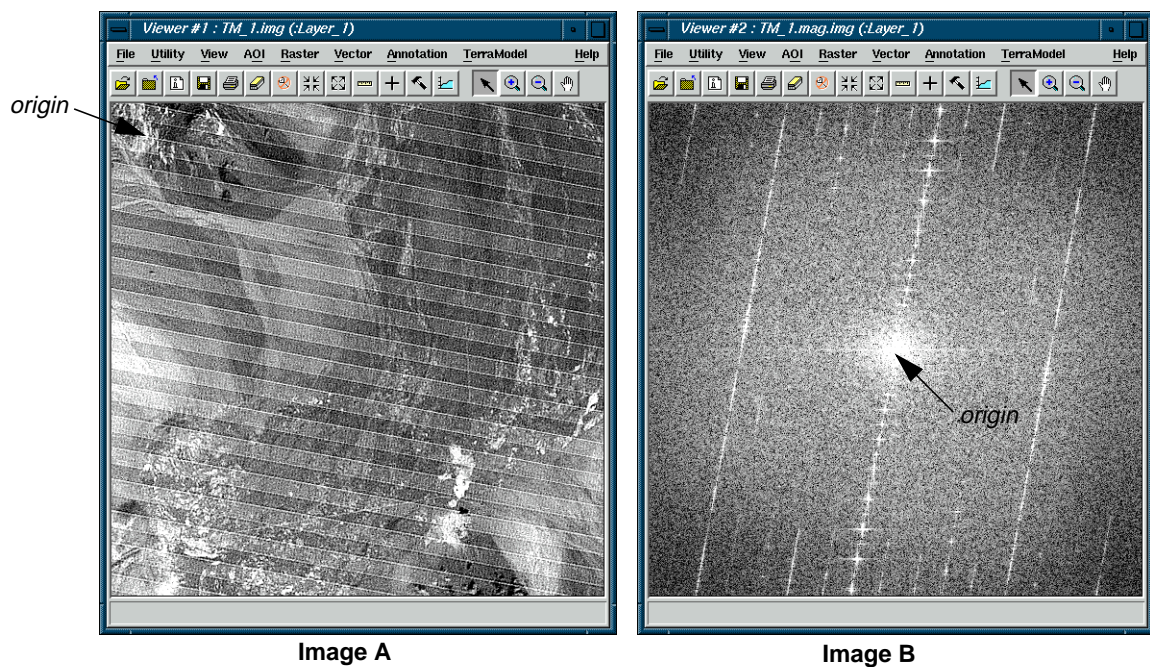 Viewer #1 : TM_1.img (:Layer_1)
File Utility View AOI Raster Vector Annotation TerraModel Help
origin
Image A
Viewer #2 : TM_1.mag.img (:Layer_1)
File Utility View AOI Raster Vector Annotation TerraModel Help
origin
Image B